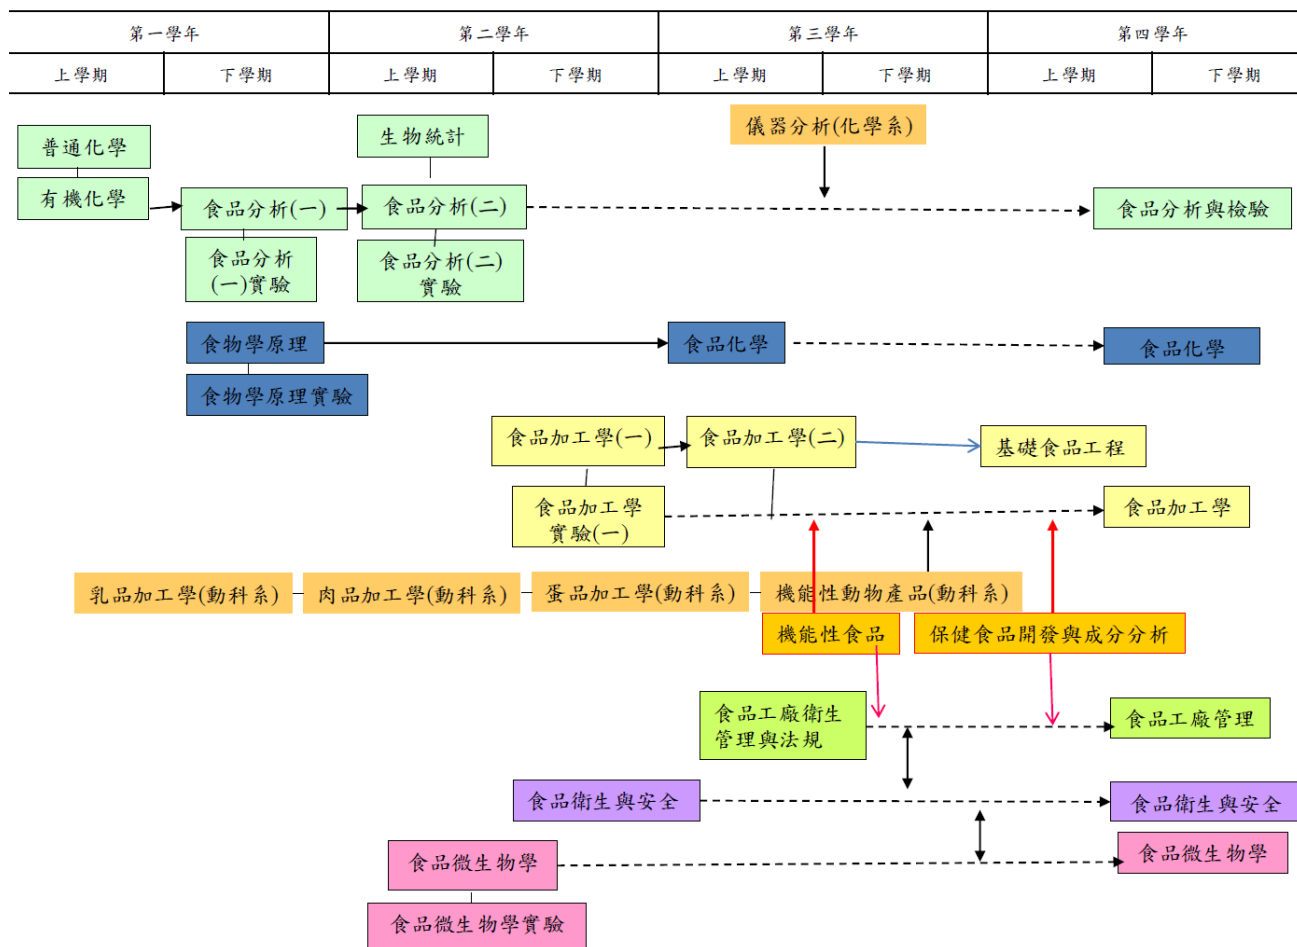 第一學年
第二學年
第三學年
第四學年
上學期
下學期
上學期
下學期
上學期
下學期
上學期
下學期
儀器分析(化學系)
普通化學
生物統計
有機化學
食品分析(一)
食品分析(二)
食品分析與檢驗
食品分析
(一)實驗
食品分析(二)
實驗
食物學原理
食品化學
食品化學
食物學原理實驗
食品加工學(一)
食品加工學(二)
基礎食品工程
食品加工學
實驗(一)
食品加工學
乳品加工學(動科系)
肉品加工學(動科系)
蛋品加工學(動科系)
機能性動物產品(動科系)
機能性食品
保健食品開發與成分分析
食品工廠衛生
管理與法規
食品工廠管理
食品衛生與安全
食品衛生與安全
食品微生物學
食品微生物學
食品微生物學實驗